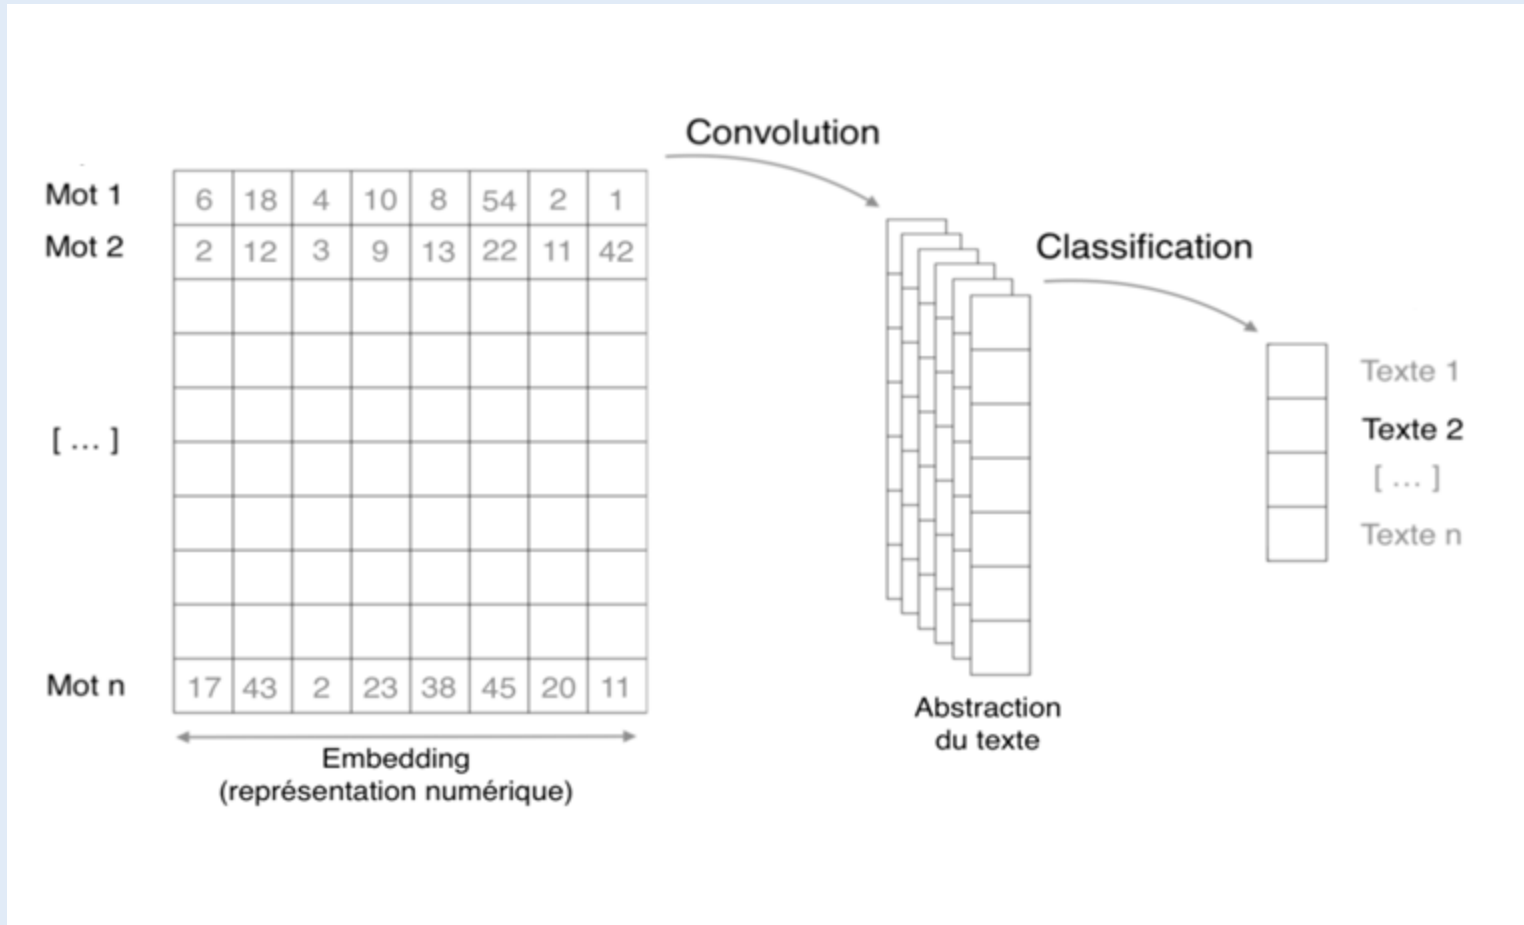 Convolution
Mot 1 6 18 4 10 8 54 2 1
Mot 2 2 12 3 9 13 22 11 42
[ ... ]
Mot n 17 43 2 23 38 45 20 11
Embedding
(représentation numérique)
Abstraction
du texte
Classification
Texte 1
Texte 2
[ ... ]
Texte n